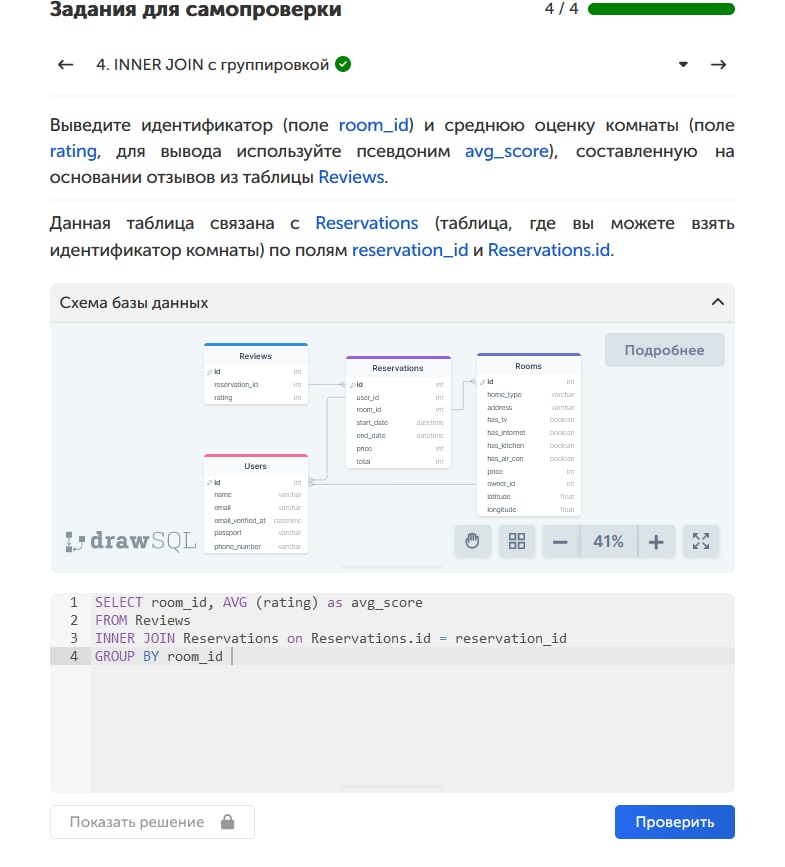 Задания для самопроверки
4 / 4
4. INNER JOIN с группировкой
Выведите идентификатор (поле room_id) и среднюю оценку комнаты (поле
rating, для вывода используйте псевдоним avg_score), составленную на
основании отзывов из таблицы Reviews.
Данная таблица связана с Reservations (таблица, где вы можете взять
идентификатор комнаты) по полям reservation_id и Reservations.id.
Схема базы данных
Подробнее
Reviews
id int
reservation_id int
rating int
Reservations
id int
user_id int
room_id int
start_date datetime
end_date datetime
price int
total int
Rooms
id int
home_type varchar
address varchar
has_tv boolean
has_internet boolean
has_kitchen boolean
has_air_con boolean
price int
owner_id int
latitude float
longitude float
Users
id int
name varchar
email varchar
email_verified_at datetime
passport varchar
phone_number varchar
drawSQL
41%
1 SELECT room_id, AVG (rating) as avg_score
2 FROM Reviews
3 INNER JOIN Reservations on Reservations.id = reservation_id
4 GROUP BY room_id
Показать решение
Проверить